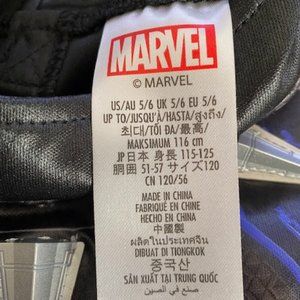 MARVEL
© MARVEL
US/AU 5/6 UK 5/6 EU 5/6
UP TO/JUSQU'À/HASTA/สูงถึง/
최대/TỐI ĐA/最高/
MAKSIMUM 116 cm
JP日本 身長 115-125
胴囲 51-57 サイズ120
CN 120/56
MADE IN CHINA
FABRIQUÉ EN CHINE
HECHO EN CHINA
中國製
ผลิตในประเทศจีน
DIBUAT DI TIONGKOK
중국산
SẢN XUẤT TẠI TRUNG QUỐC
صنع في الصين